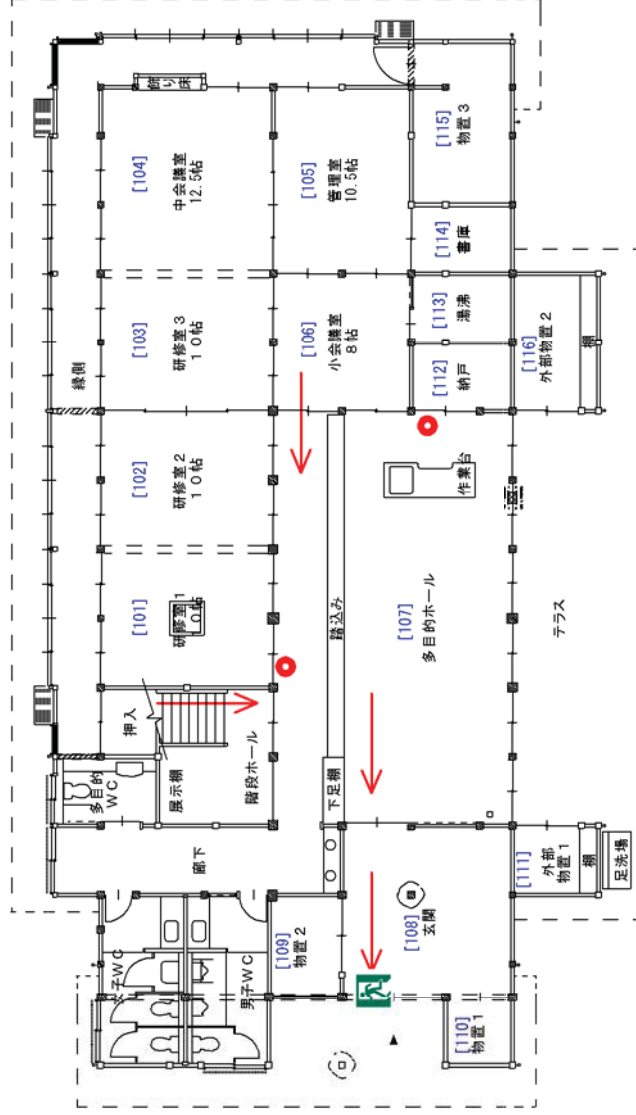 飾り床
[104]
中会議室
12.5帖
[105]
管理室
10.5帖
[115]
物置3
[114]
書庫
縁側
[103]
研修室3
10帖
[106]
小会議室
8帖
[113]
湯沸
[112]
納戸
[116]
外部物置2
棚
[102]
研修室2
10帖
作業台
[101]
研修室1
踏込み
[107]
多目的ホール
テラス
押入
多目的
WC
展示棚
階段ホール
下足棚
廊下
[111]
外部
物置1
棚
足洗場
女子WC
男子WC
[109]
物置2
[108]
玄関
[110]
物置1